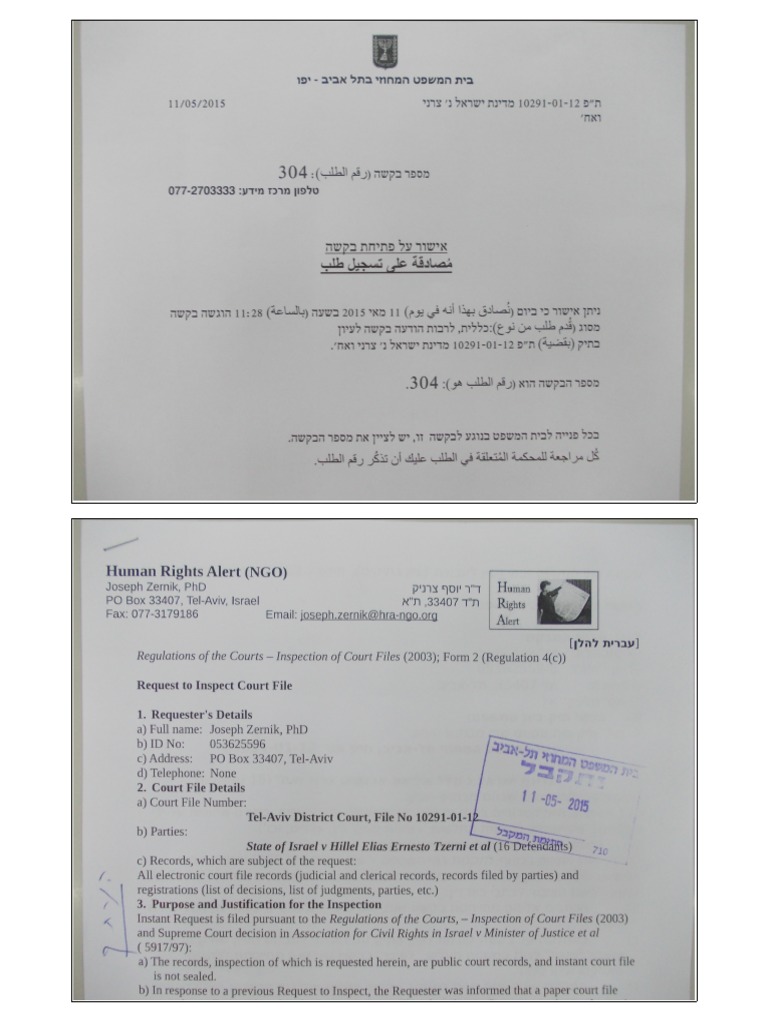 בית המשפט המחוזי בתל אביב - יפו
ת"פ 10291-01-12 מדינת ישראל נ' צרני ואח'
11/05/2015
מספר בקשה (رقم الطلب): 304
טלפון מרכז מידע: 077-2703333
אישור על פתיחת בקשה
مُصادقة على تسجيل طلب
ניתן אישור כי ביום (نُصادق بهذا أنه في يوم) 11 מאי 2015 בשעה (بالساعة) 11:28 הוגשה בקשה
מסוג (قُدم طلب من نوع):כללית, לרבות הודעה בקשה לעיון
בתיק (بقضية) ת"פ 10291-01-12 מדינת ישראל נ' צרני ואח'.
מספר הבקשה הוא (رقم الطلب هو): 304.
בכל פנייה לבית המשפט בנוגע לבקשה זו, יש לציין את מספר הבקשה.
كُل مراجعة للمحكمة المُتعلقة في الطلب عليك أن تذكُر رقم الطلب.
Human Rights Alert (NGO)
Joseph Zernik, PhD ד"ר יוסף צרניק
PO Box 33407, Tel-Aviv, Israel ת"ד 33407, ת"א
Fax: 077-3179186 Email: joseph.zernik@hra-ngo.org
Human
Rights
Alert
[עברית להלן]
Regulations of the Courts – Inspection of Court Files (2003); Form 2 (Regulation 4(c))
Request to Inspect Court File
1. Requester's Details
a) Full name: Joseph Zernik, PhD
b) ID No: 053625596
c) Address: PO Box 33407, Tel-Aviv
d) Telephone: None
2. Court File Details
a) Court File Number:
Tel-Aviv District Court, File No 10291-01-12
b) Parties:
State of Israel v Hillel Elias Ernesto Tzerni et al (16 Defendants)
בית המשפט המחוזי תל-אביב
נתקבל
11-05-2015
חתימת המקבל
710
c) Records, which are subject of the request:
All electronic court file records (judicial and clerical records, records filed by parties) and
registrations (list of decisions, list of judgments, parties, etc.)
3. Purpose and Justification for the Inspection
Instant Request is filed pursuant to the Regulations of the Courts, – Inspection of Court Files (2003)
and Supreme Court decision in Association for Civil Rights in Israel v Minister of Justice et al
( 5917/97):
a) The records, inspection of which is requested herein, are public court records, and instant court file
is not sealed.
b) In response to a previous Request to Inspect, the Requester was informed that a paper court file